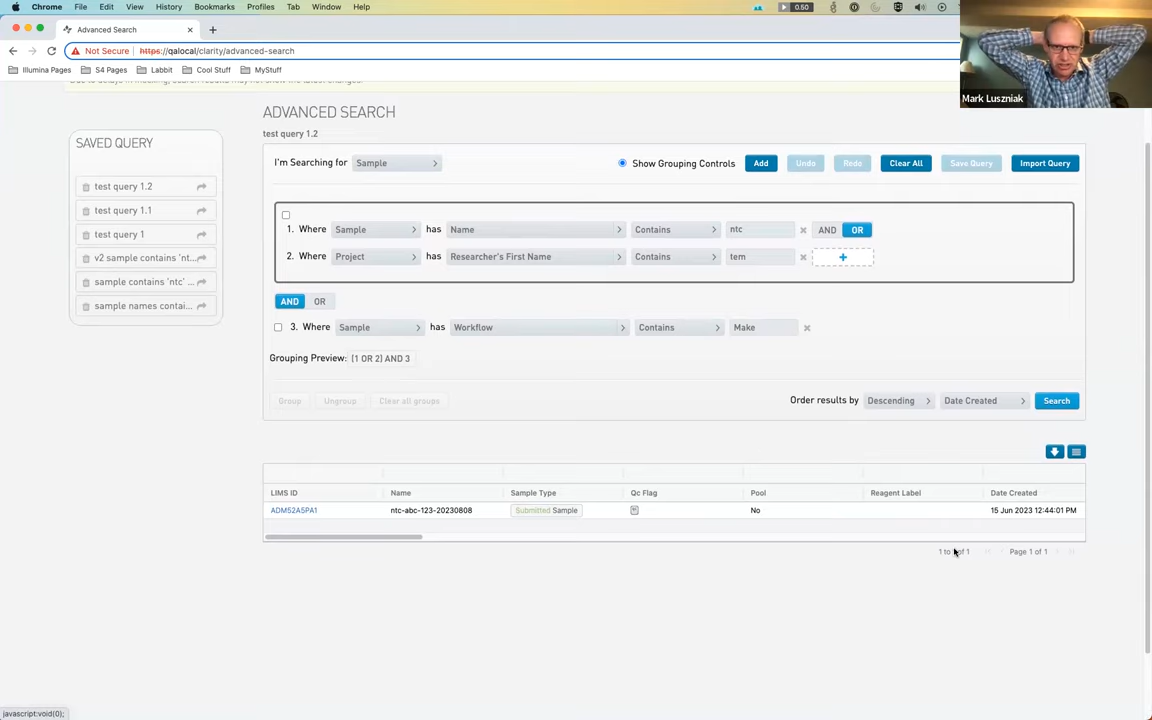 Chrome File Edit View History Bookmarks Profiles Tab Window Help 0.50
Advanced Search
Not Secure https://qalocal/clarity/advanced-search
Illumina Pages S4 Pages Labbit Cool Stuff MyStuff
Mark Luszniak
ADVANCED SEARCH
test query 1.2
SAVED QUERY
test query 1.2
test query 1.1
test query 1
v2 sample contains 'nt...
sample contains 'ntc' ...
sample names contai...
I'm Searching for Sample Show Grouping Controls Add Undo Redo Clear All Save Query Import Query
1. Where Sample has Name Contains ntc AND OR
2. Where Project has Researcher's First Name Contains tem +
AND OR
3. Where Sample has Workflow Contains Make
Grouping Preview: (1 OR 2) AND 3
Group Ungroup Clear all groups Order results by Descending Date Created Search
LIMS ID Name Sample Type Qc Flag Pool Reagent Label Date Created
ADM52A5PA1 ntc-abc-123-20230808 Submitted Sample No 15 Jun 2023 12:44:01 PM
1 to 1 of 1 Page 1 of 1
javascript:void(0);